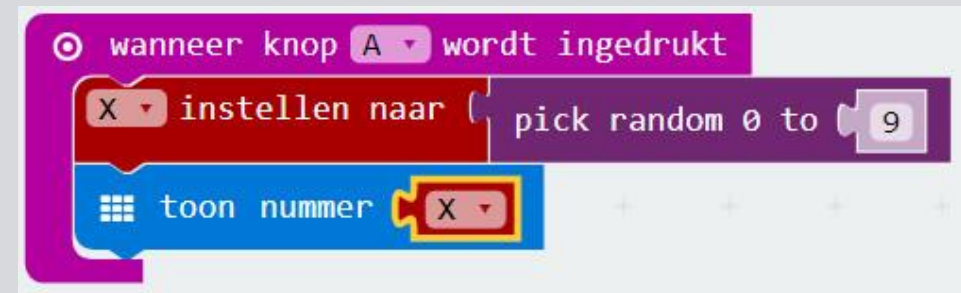 wanneer knop A wordt ingedrukt
X instellen naar pick random 0 to 9
toon nummer X